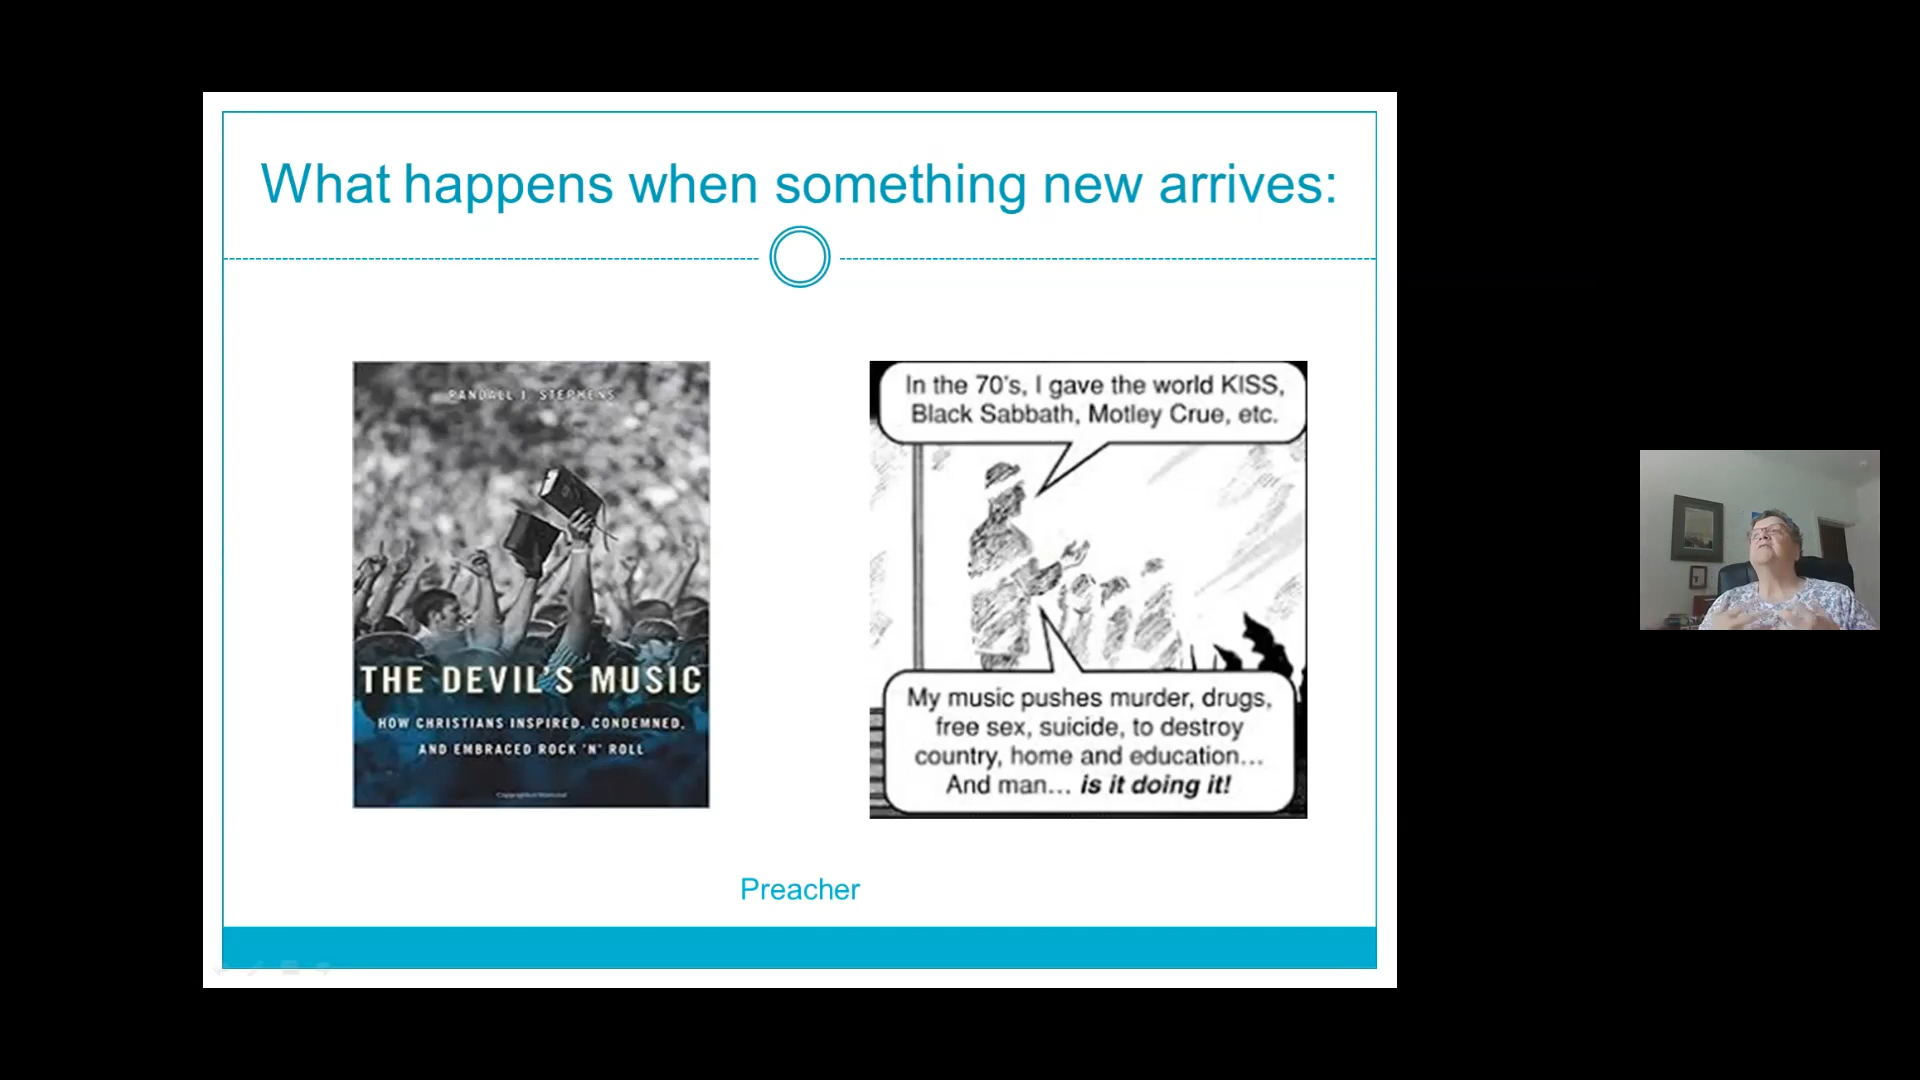 What happens when something new arrives:
RANDALL J. STEPHENS
THE DEVIL'S MUSIC
HOW CHRISTIANS INSPIRED, CONDEMNED,
AND EMBRACED ROCK 'N' ROLL
Copyrighted Material
In the 70's, I gave the world KISS,
Black Sabbath, Motley Crue, etc.
My music pushes murder, drugs,
free sex, suicide, to destroy
country, home and education...
And man... is it doing it!
Preacher